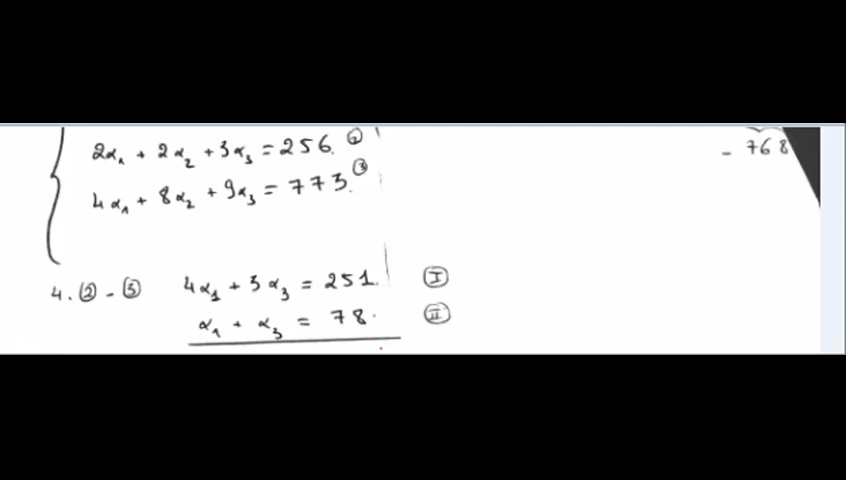 2α₁ + 2α₂ + 3α₃ = 256. ②
- 768
4α₁ + 8α₂ + 9α₃ = 773. ③
4. ② - ③ 4α₁ + 3α₃ = 251. Ⅰ
α₁ + α₃ = 78. Ⅱ